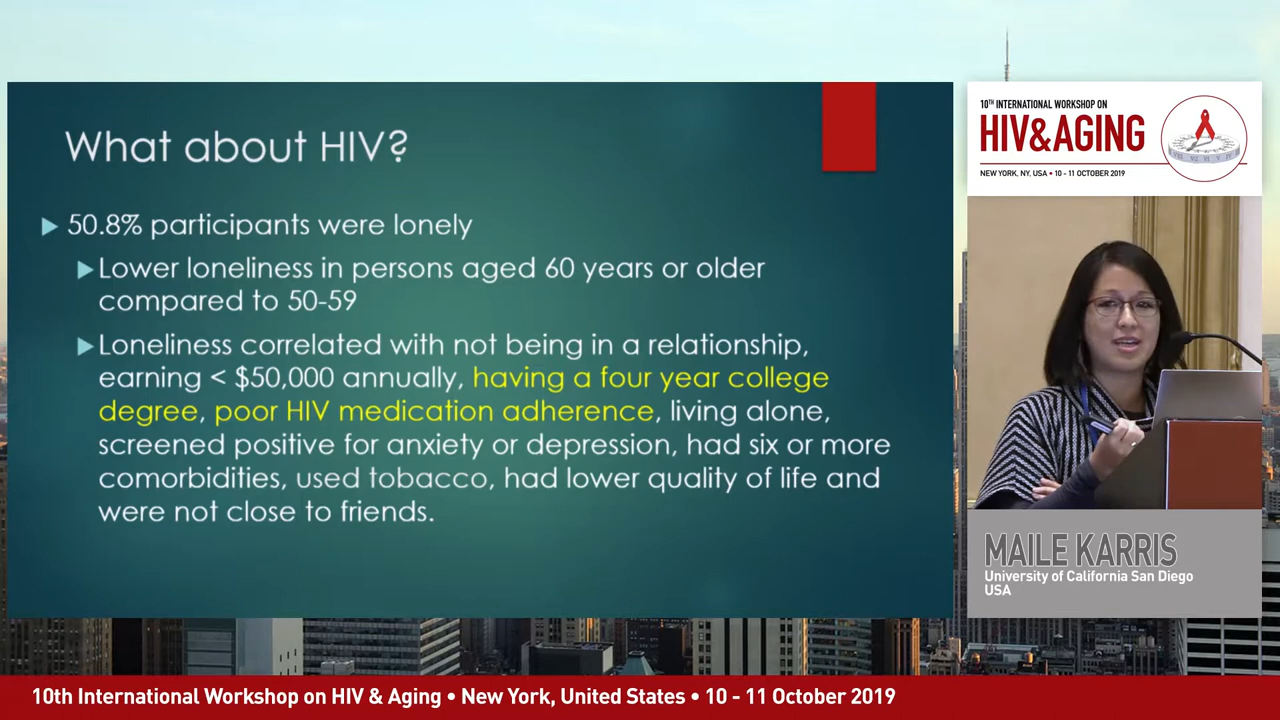 What about HIV?
50.8% participants were lonely
Lower loneliness in persons aged 60 years or older
compared to 50-59
Loneliness correlated with not being in a relationship,
earning < $50,000 annually, having a four year college
degree, poor HIV medication adherence, living alone,
screened positive for anxiety or depression, had six or more
comorbidities, used tobacco, had lower quality of life and
were not close to friends.
10TH INTERNATIONAL WORKSHOP ON
HIV&AGING
NEW YORK, NY, USA • 10 - 11 OCTOBER 2019
MAILE KARRIS
University of California San Diego
USA
10th International Workshop on HIV & Aging • New York, United States • 10 - 11 October 2019